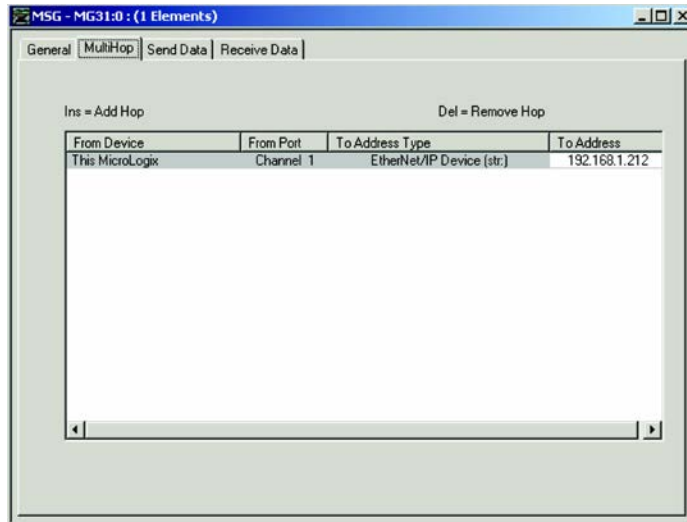 MSG - MG31:0 : (1 Elements)
General MultiHop Send Data Receive Data
Ins = Add Hop Del = Remove Hop
From Device From Port To Address Type To Address
This MicroLogix Channel 1 EtherNet/IP Device (str.) 192.168.1.212